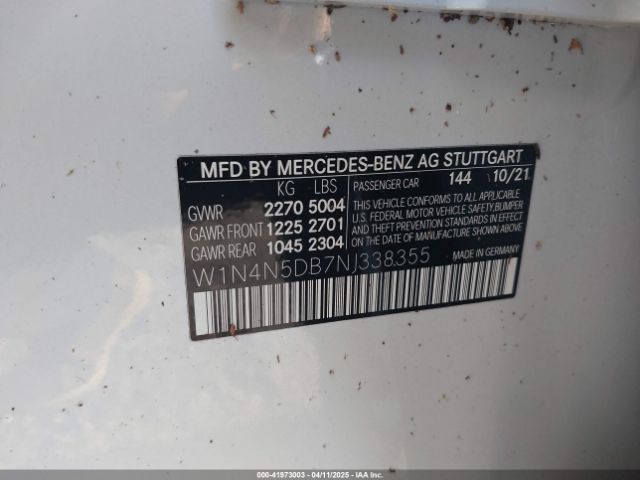 MFD BY MERCEDES-BENZ AG STUTTGART
KG LBS
GVWR 2270 5004
GAWR FRONT 1225 2701
GAWR REAR 1045 2304
PASSENGER CAR 144 10/21
THIS VEHICLE CONFORMS TO ALL APPLICABLE
U.S. FEDERAL MOTOR VEHICLE SAFETY, BUMPER
AND THEFT PREVENTION STANDARDS IN EFFECT
ON THE DATE OF MANUFACTURE SHOWN ABOVE.
W1N4N5DB7NJ338355
MADE IN GERMANY
000-41973003 - 04/11/2025 - IAA Inc.